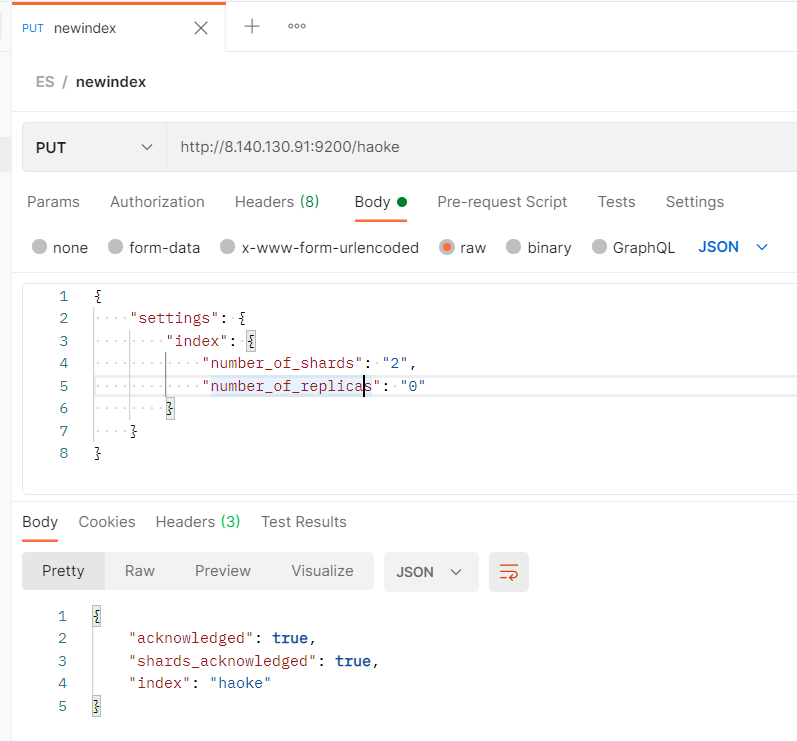 PUT newindex
ES / newindex
PUT http://8.140.130.91:9200/haoke
Params Authorization Headers (8) Body Pre-request Script Tests Settings
none form-data x-www-form-urlencoded raw binary GraphQL JSON
1 {
2 "settings": {
3 "index": {
4 "number_of_shards": "2",
5 "number_of_replicas": "0"
6 }
7 }
8 }
Body Cookies Headers (3) Test Results
Pretty Raw Preview Visualize JSON
1 {
2 "acknowledged": true,
3 "shards_acknowledged": true,
4 "index": "haoke"
5 }